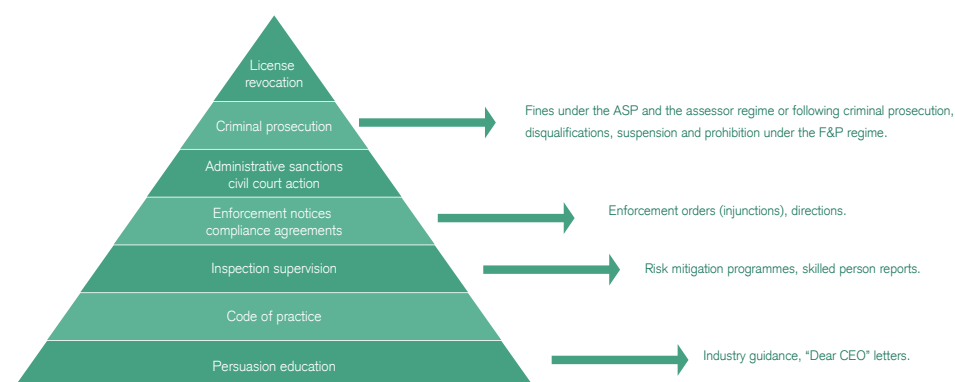 License
revocation
Criminal prosecution
Fines under the ASP and the assessor regime or following criminal prosecution,
disqualifications, suspension and prohibition under the F&P regime.
Administrative sanctions
civil court action
Enforcement notices
compliance agreements
Enforcement orders (injunctions), directions.
Inspection supervision
Risk mitigation programmes, skilled person reports.
Code of practice
Persuasion education
Industry guidance, “Dear CEO” letters.